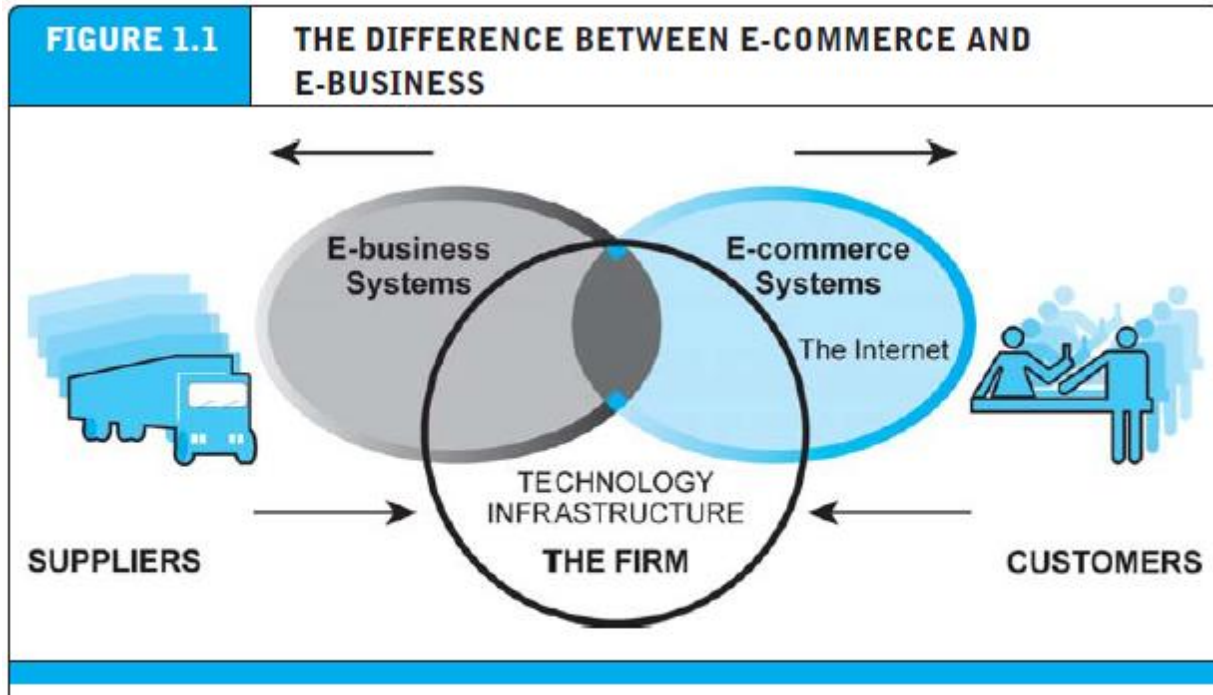 FIGURE 1.1
THE DIFFERENCE BETWEEN E-COMMERCE AND
E-BUSINESS
E-business
Systems
E-commerce
Systems
The Internet
TECHNOLOGY
INFRASTRUCTURE
THE FIRM
SUPPLIERS
CUSTOMERS